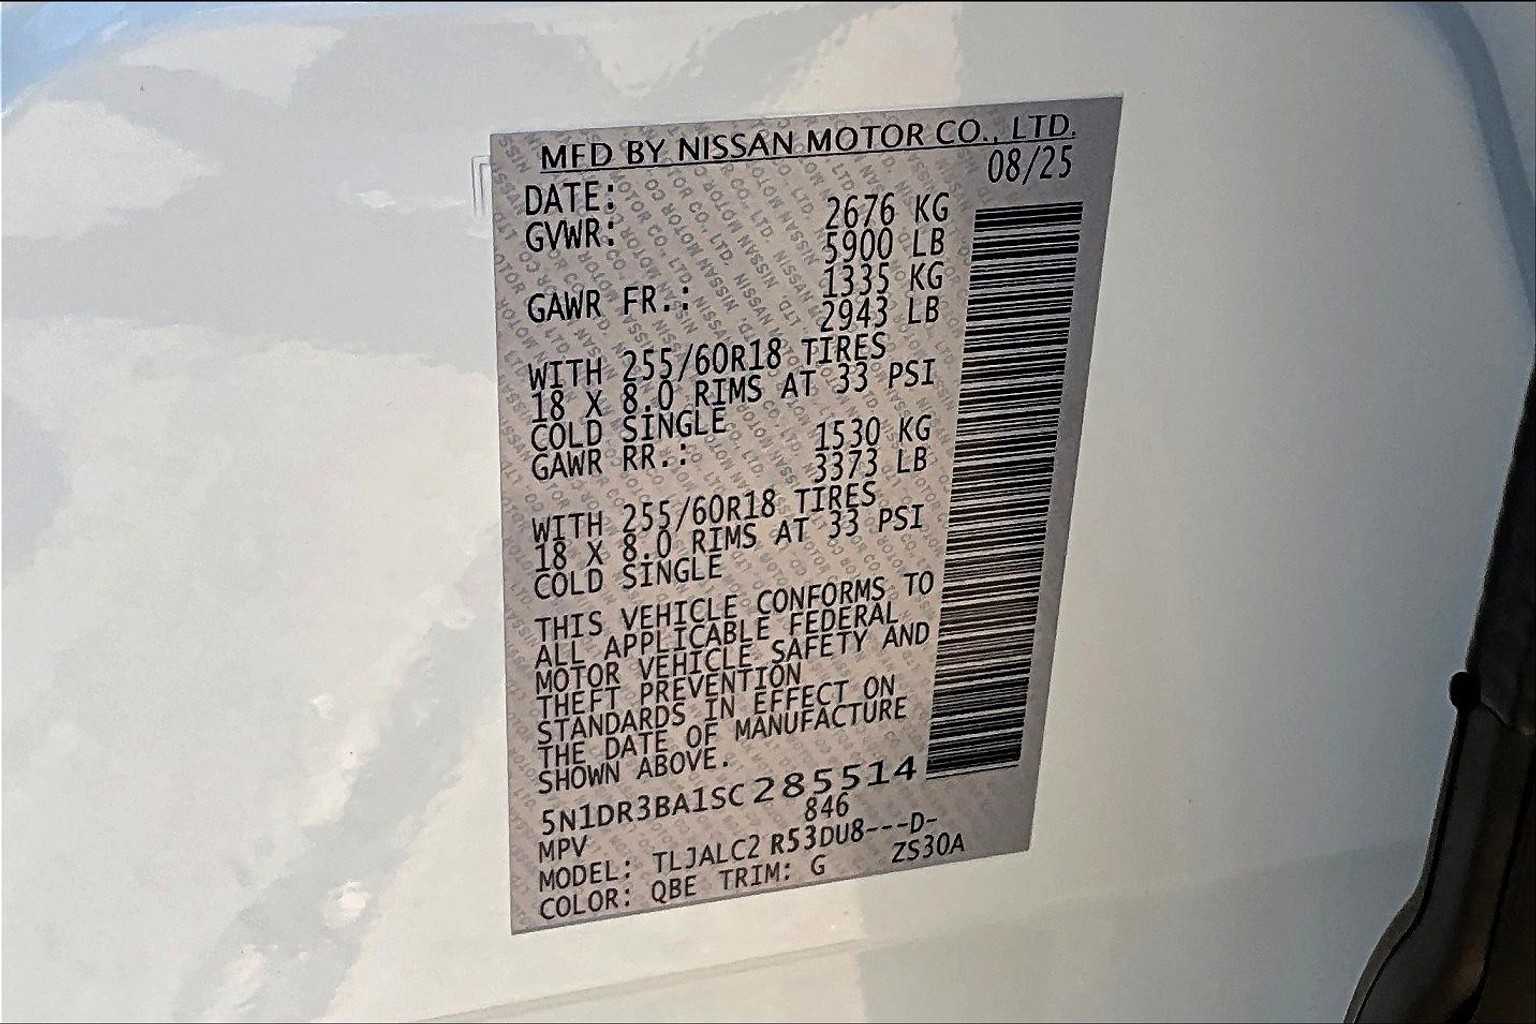 MFD BY NISSAN MOTOR CO., LTD.
DATE: 08/25
GVWR: 2676 KG
5900 LB
GAWR FR.: 1335 KG
2943 LB
WITH 255/60R18 TIRES
18 X 8.0 RIMS AT 33 PSI
COLD SINGLE
GAWR RR.: 1530 KG
3373 LB
WITH 255/60R18 TIRES
18 X 8.0 RIMS AT 33 PSI
COLD SINGLE
THIS VEHICLE CONFORMS TO
ALL APPLICABLE FEDERAL
MOTOR VEHICLE SAFETY AND
THEFT PREVENTION
STANDARDS IN EFFECT ON
THE DATE OF MANUFACTURE
SHOWN ABOVE.
5N1DR3BA1SC285514
MPV 846
MODEL: TLJALC2 R53DU8---D-
COLOR: QBE TRIM: G ZS30A